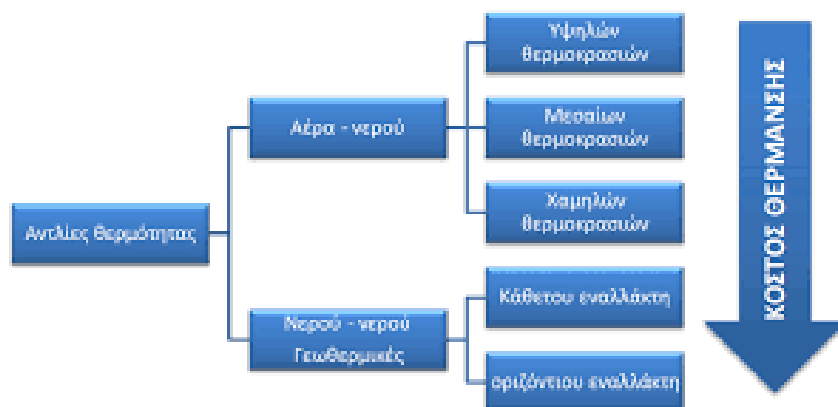 Αντλίες θερμότητας
Αέρα - νερού
Υψηλών
θερμοκρασιών
Μεσαίων
θερμοκρασιών
Χαμηλών
θερμοκρασιών
Νερού - νερού
Γεωθερμικές
Κάθετου εναλλάκτη
οριζόντιου εναλλάκτη
ΚΟΣΤΟΣ ΘΕΡΜΑΝΣΗΣ